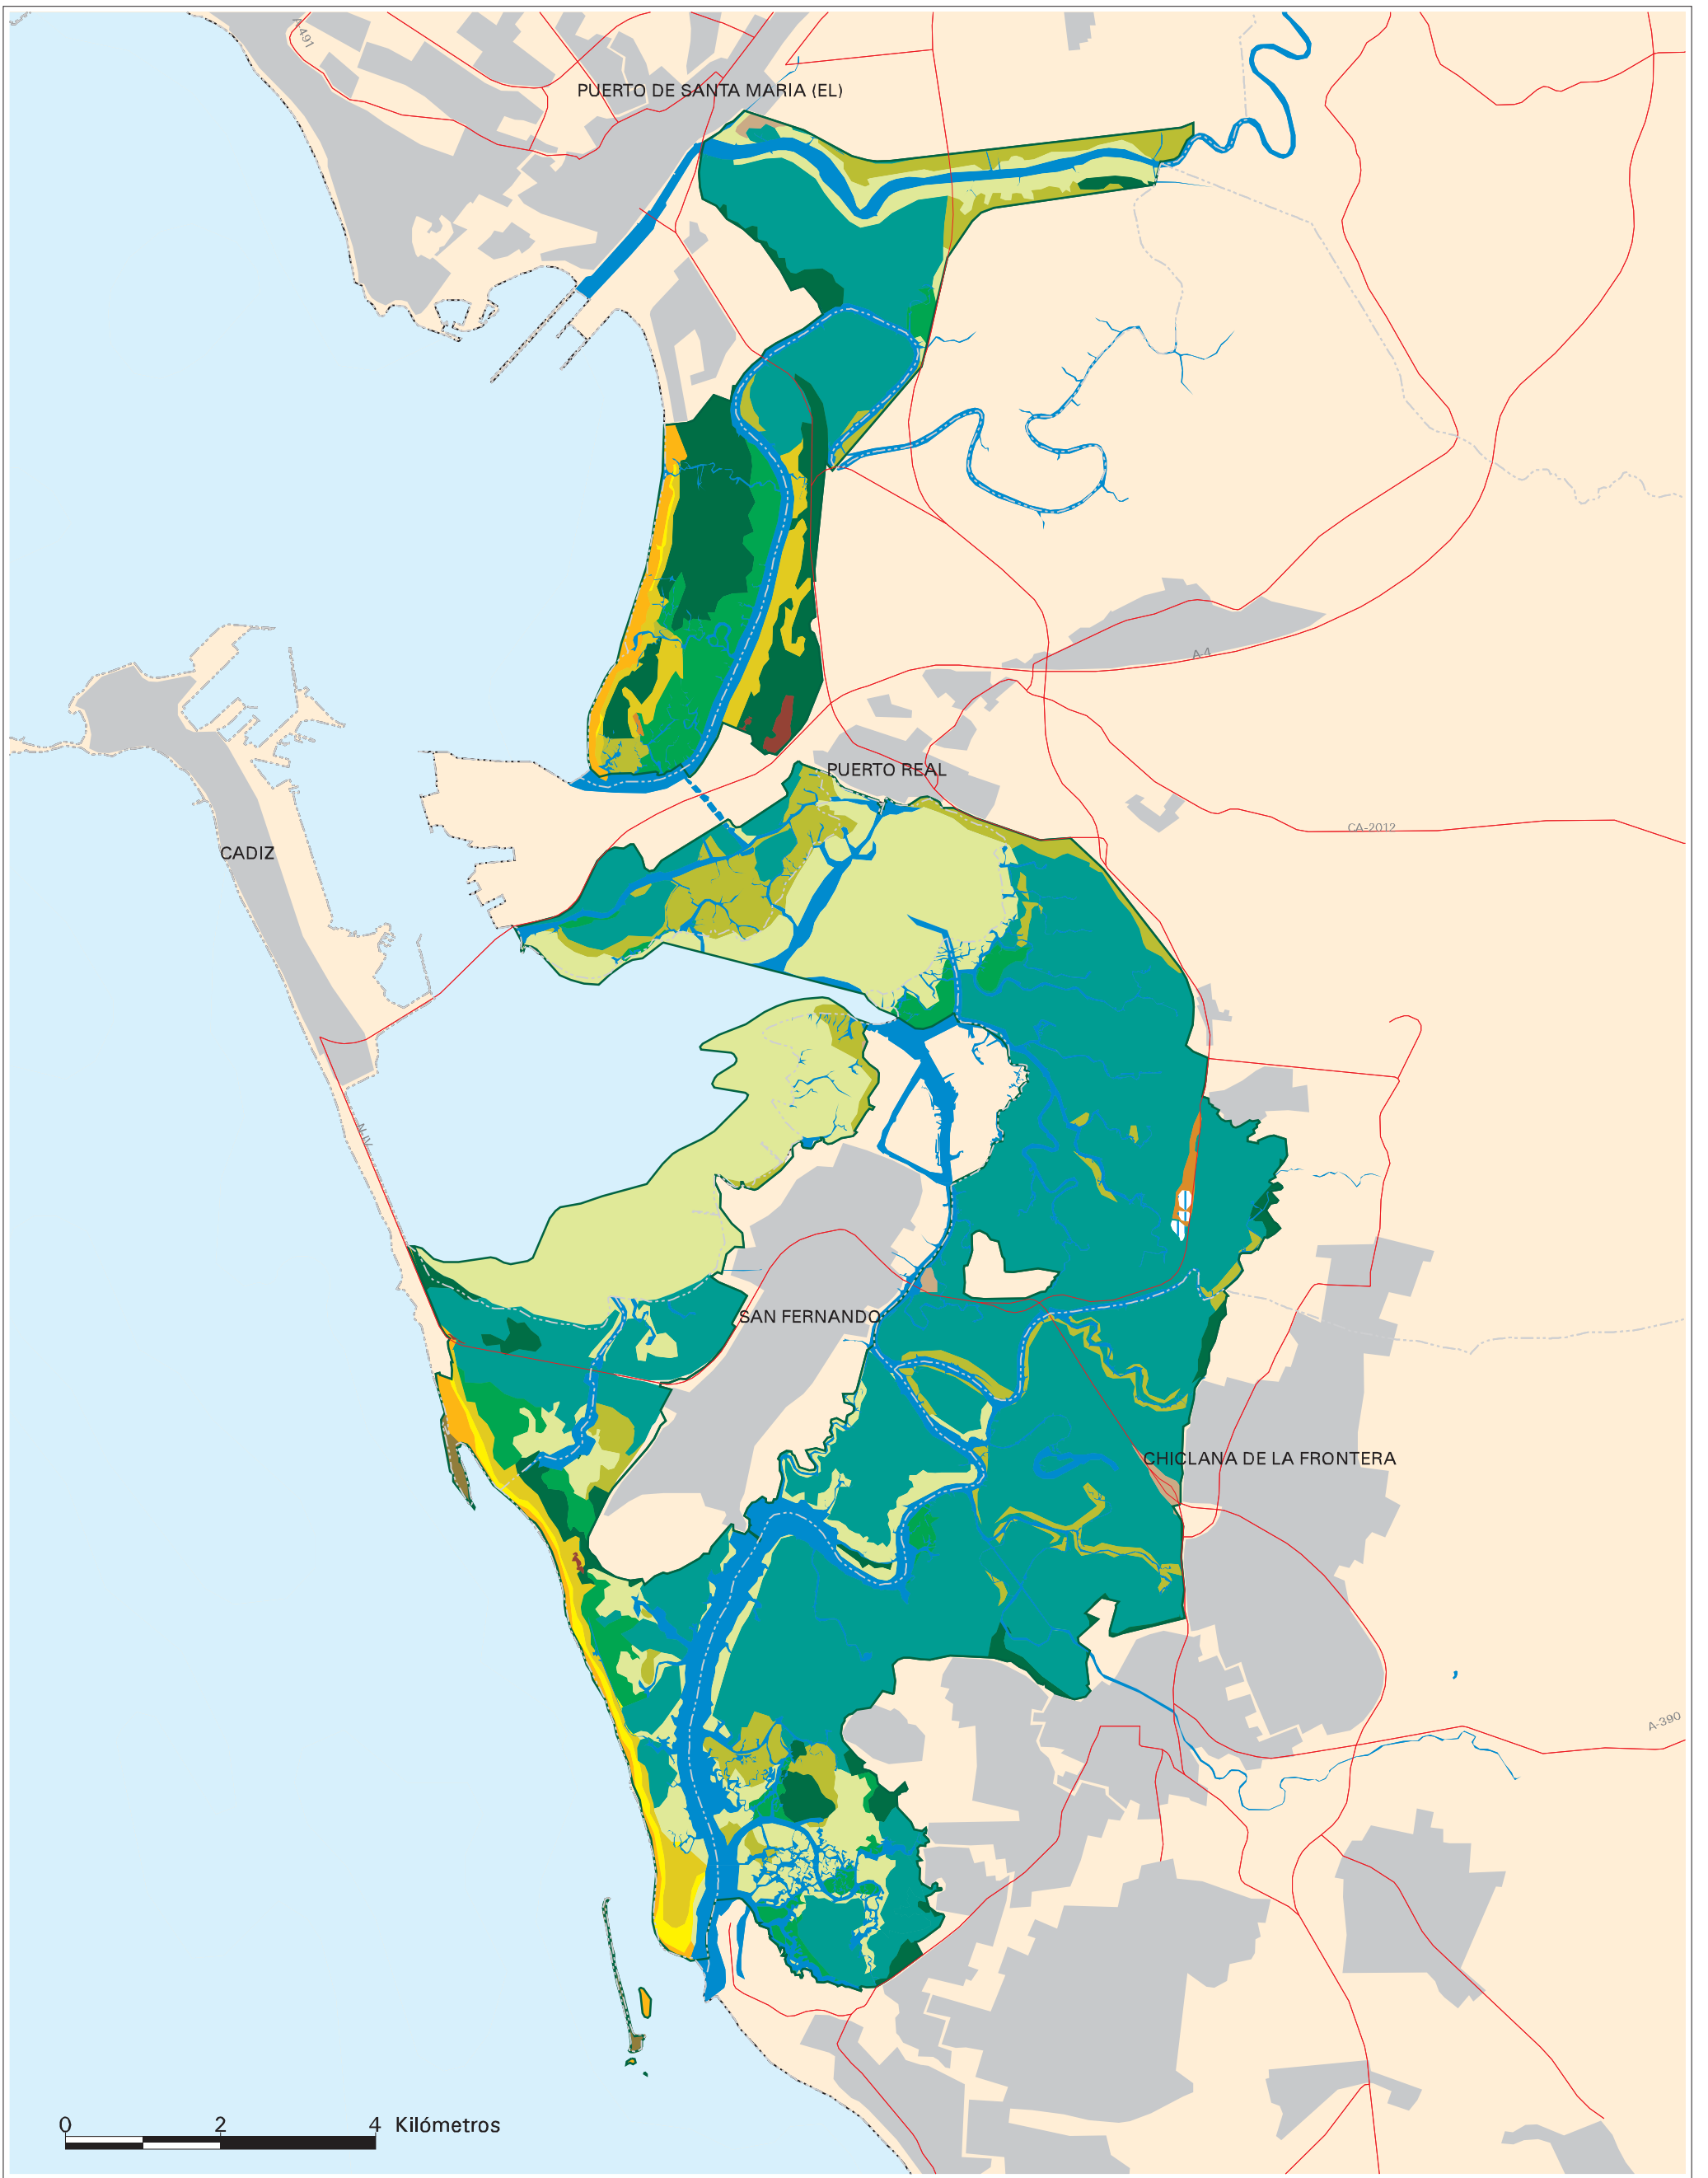 A-491
PUERTO DE SANTA MARIA (EL)
A-4
PUERTO REAL
CA-2012
CADIZ
N-IV
SAN FERNANDO
CHICLANA DE LA FRONTERA
A-390
0 2 4 Kilómetros